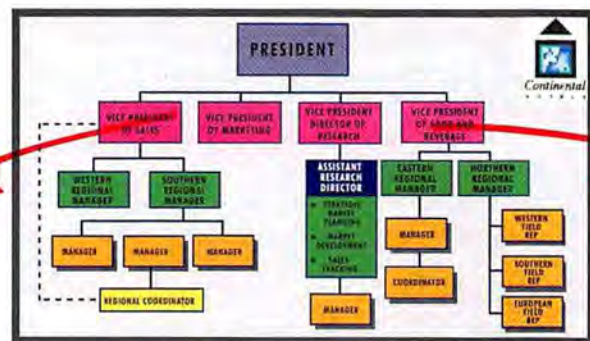 PRESIDENT
Continental
HOTELS
VICE PRESIDENT
OF SALES
VICE PRESIDENT
OF MARKETING
VICE PRESIDENT
DIRECTOR OF
RESEARCH
VICE PRESIDENT
OF FOOD AND
BEVERAGE
WESTERN
REGIONAL
MANAGER
SOUTHERN
REGIONAL
MANAGER
ASSISTANT
RESEARCH
DIRECTOR
STRATEGIC
MARKET
PLANNING
MARKET
DEVELOPMENT
SALES
TRACKING
EASTERN
REGIONAL
MANAGER
NORTHERN
REGIONAL
MANAGER
MANAGER
MANAGER
MANAGER
REGIONAL COORDINATOR
MANAGER
MANAGER
COORDINATOR
WESTERN
FIELD
REP
SOUTHERN
FIELD
REP
EUROPEAN
FIELD
REP